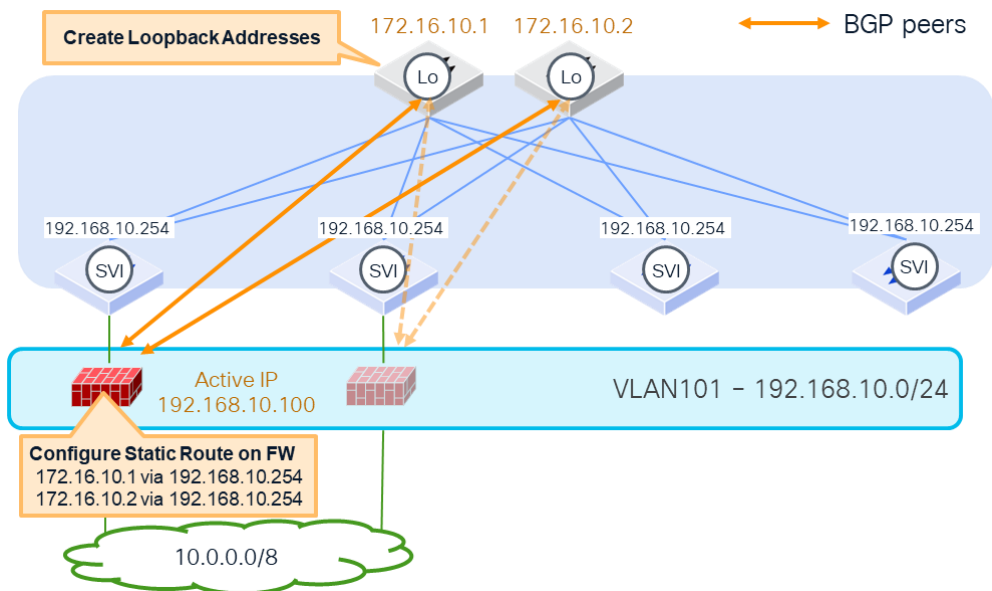 172.16.10.1
172.16.10.2
BGP peers
Create Loopback Addresses
Lo
Lo
192.168.10.254
192.168.10.254
192.168.10.254
192.168.10.254
SVI
SVI
SVI
SVI
Active IP
192.168.10.100
VLAN101 – 192.168.10.0/24
Configure Static Route on FW
172.16.10.1 via 192.168.10.254
172.16.10.2 via 192.168.10.254
10.0.0.0/8